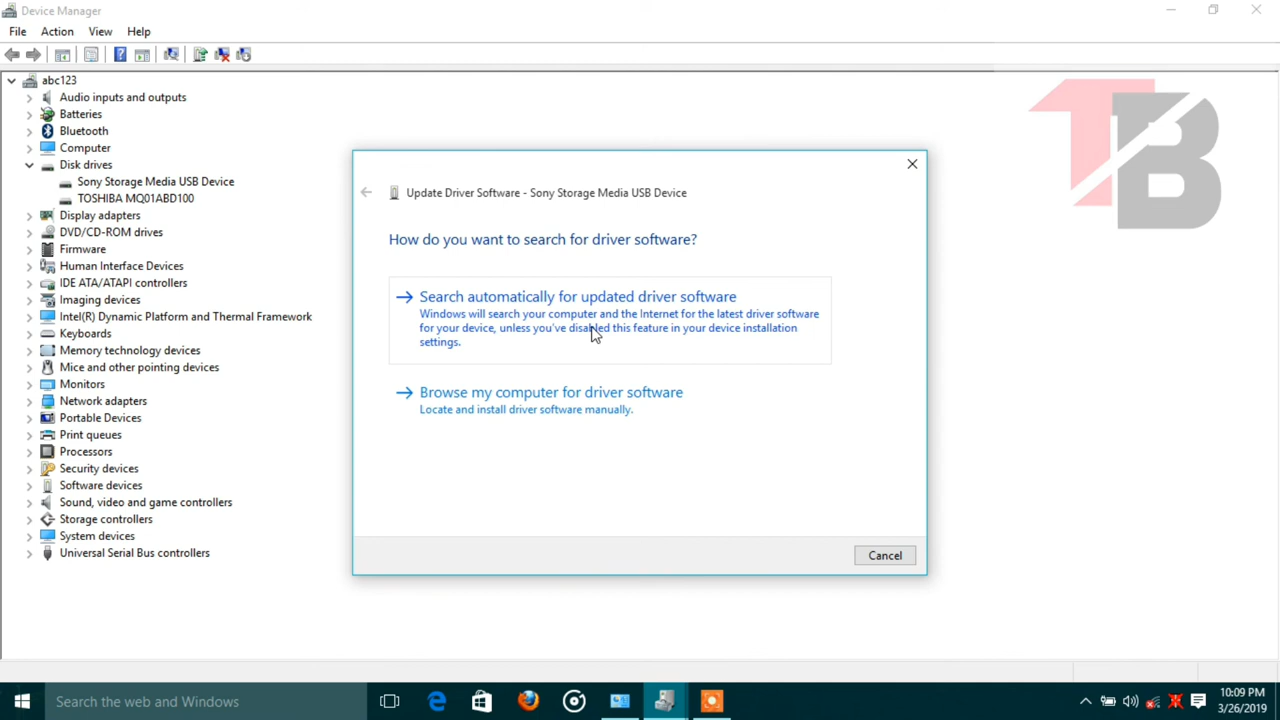 Device Manager
File Action View Help
abc123
Audio inputs and outputs
Batteries
Bluetooth
Computer
Disk drives
Sony Storage Media USB Device
TOSHIBA MQ01ABD100
Display adapters
DVD/CD-ROM drives
Firmware
Human Interface Devices
IDE ATA/ATAPI controllers
Imaging devices
Intel(R) Dynamic Platform and Thermal Framework
Keyboards
Memory technology devices
Mice and other pointing devices
Monitors
Network adapters
Portable Devices
Print queues
Processors
Security devices
Software devices
Sound, video and game controllers
Storage controllers
System devices
Universal Serial Bus controllers
Update Driver Software - Sony Storage Media USB Device
How do you want to search for driver software?
Search automatically for updated driver software
Windows will search your computer and the Internet for the latest driver software
for your device, unless you've disabled this feature in your device installation
settings.
Browse my computer for driver software
Locate and install driver software manually.
Cancel
TB
Search the web and Windows
10:09 PM
3/26/2019